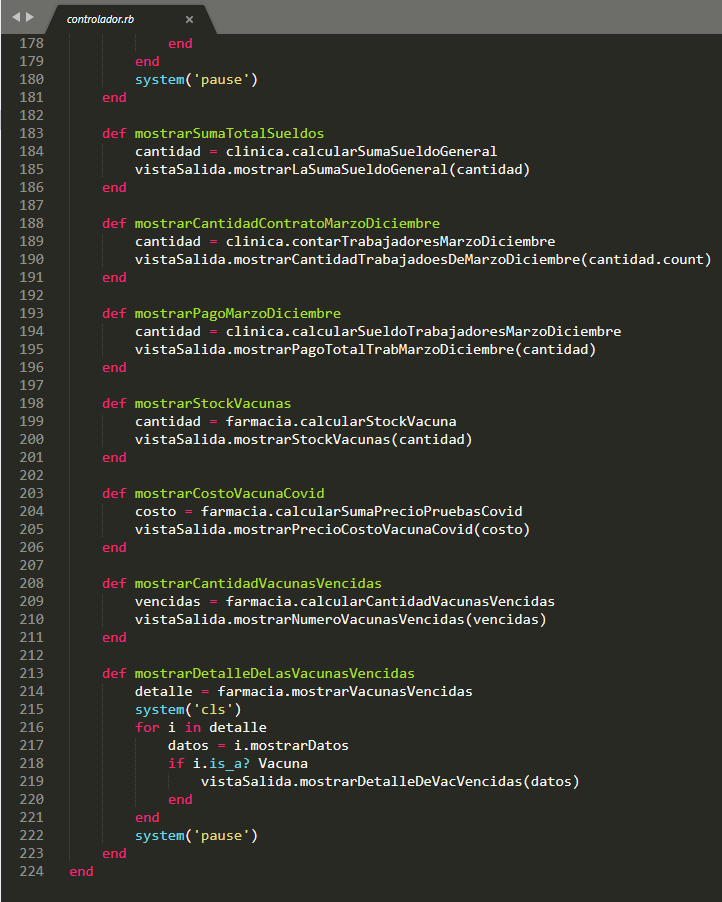 controlador.rb ×
178 end
179 end
180 system('pause')
181 end
182
183 def mostrarSumaTotalSueldos
184 cantidad = clinica.calcularSumaSueldoGeneral
185 vistaSalida.mostrarLaSumaSueldoGeneral(cantidad)
186 end
187
188 def mostrarCantidadContratoMarzoDiciembre
189 cantidad = clinica.contarTrabajadoresMarzoDiciembre
190 vistaSalida.mostrarCantidadTrabajadoesDeMarzoDiciembre(cantidad.count)
191 end
192
193 def mostrarPagoMarzoDiciembre
194 cantidad = clinica.calcularSueldoTrabajadoresMarzoDiciembre
195 vistaSalida.mostrarPagoTotalTrabMarzoDiciembre(cantidad)
196 end
197
198 def mostrarStockVacunas
199 cantidad = farmacia.calcularStockVacuna
200 vistaSalida.mostrarStockVacunas(cantidad)
201 end
202
203 def mostrarCostoVacunaCovid
204 costo = farmacia.calcularSumaPrecioPruebasCovid
205 vistaSalida.mostrarPrecioCostoVacunaCovid(costo)
206 end
207
208 def mostrarCantidadVacunasVencidas
209 vencidas = farmacia.calcularCantidadVacunasVencidas
210 vistaSalida.mostrarNumeroVacunasVencidas(vencidas)
211 end
212
213 def mostrarDetalleDeLasVacunasVencidas
214 detalle = farmacia.mostrarVacunasVencidas
215 system('cls')
216 for i in detalle
217 datos = i.mostrarDatos
218 if i.is_a? Vacuna
219 vistaSalida.mostrarDetalleDeVacVencidas(datos)
220 end
221 end
222 system('pause')
223 end
224 end